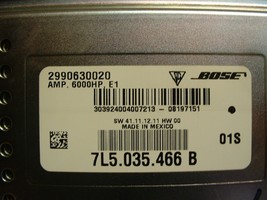 2990630020
AMP. 6000HP. E1
BOSE
303924004007213 - 08197151
SW 41.11.12.11 HW 00
MADE IN MEXICO
01S
7L5.035.466 B